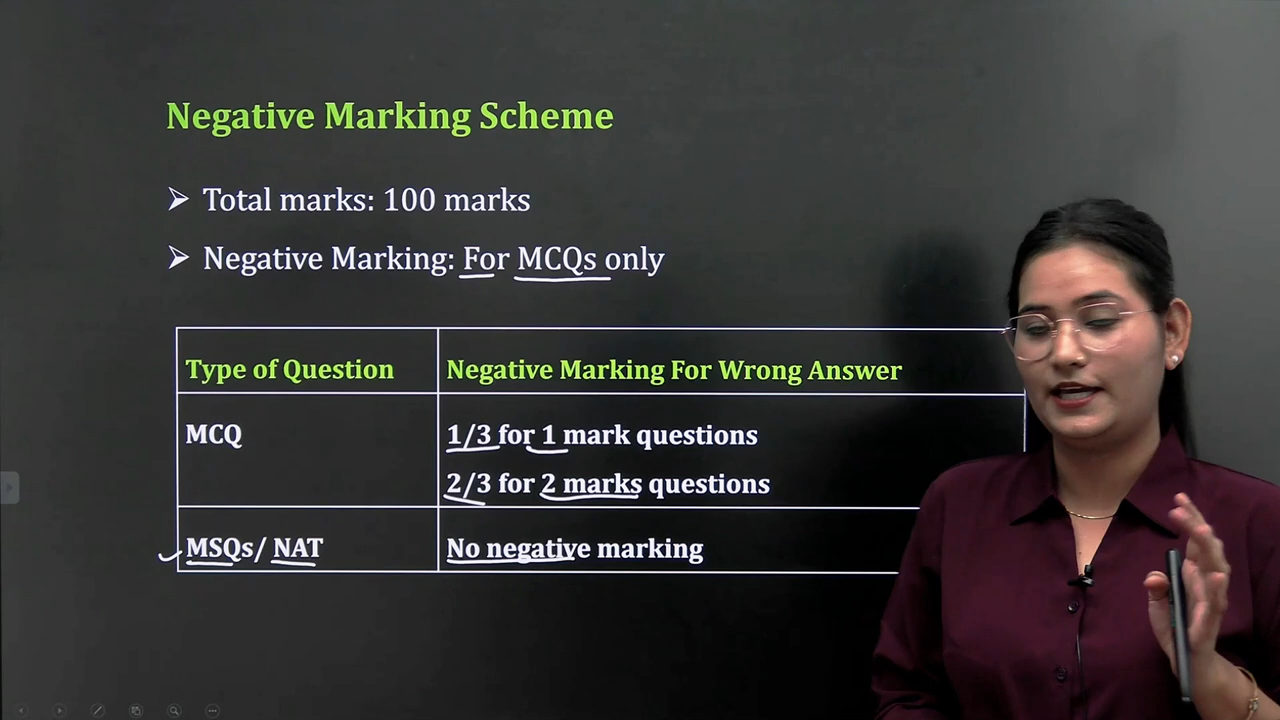 Negative Marking Scheme
Total marks: 100 marks
Negative Marking: For MCQs only
Type of Question
Negative Marking For Wrong Answer
MCQ
1/3 for 1 mark questions
2/3 for 2 marks questions
MSQs/ NAT
No negative marking